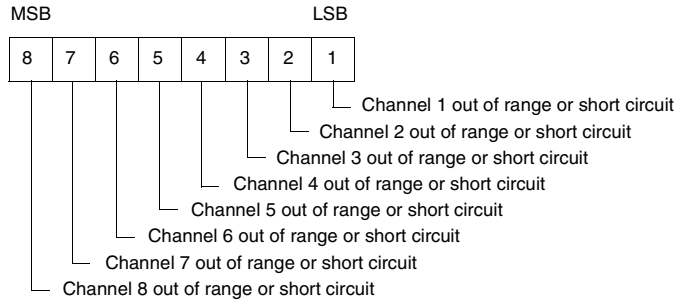 MSB LSB
8 7 6 5 4 3 2 1
Channel 1 out of range or short circuit
Channel 2 out of range or short circuit
Channel 3 out of range or short circuit
Channel 4 out of range or short circuit
Channel 5 out of range or short circuit
Channel 6 out of range or short circuit
Channel 7 out of range or short circuit
Channel 8 out of range or short circuit